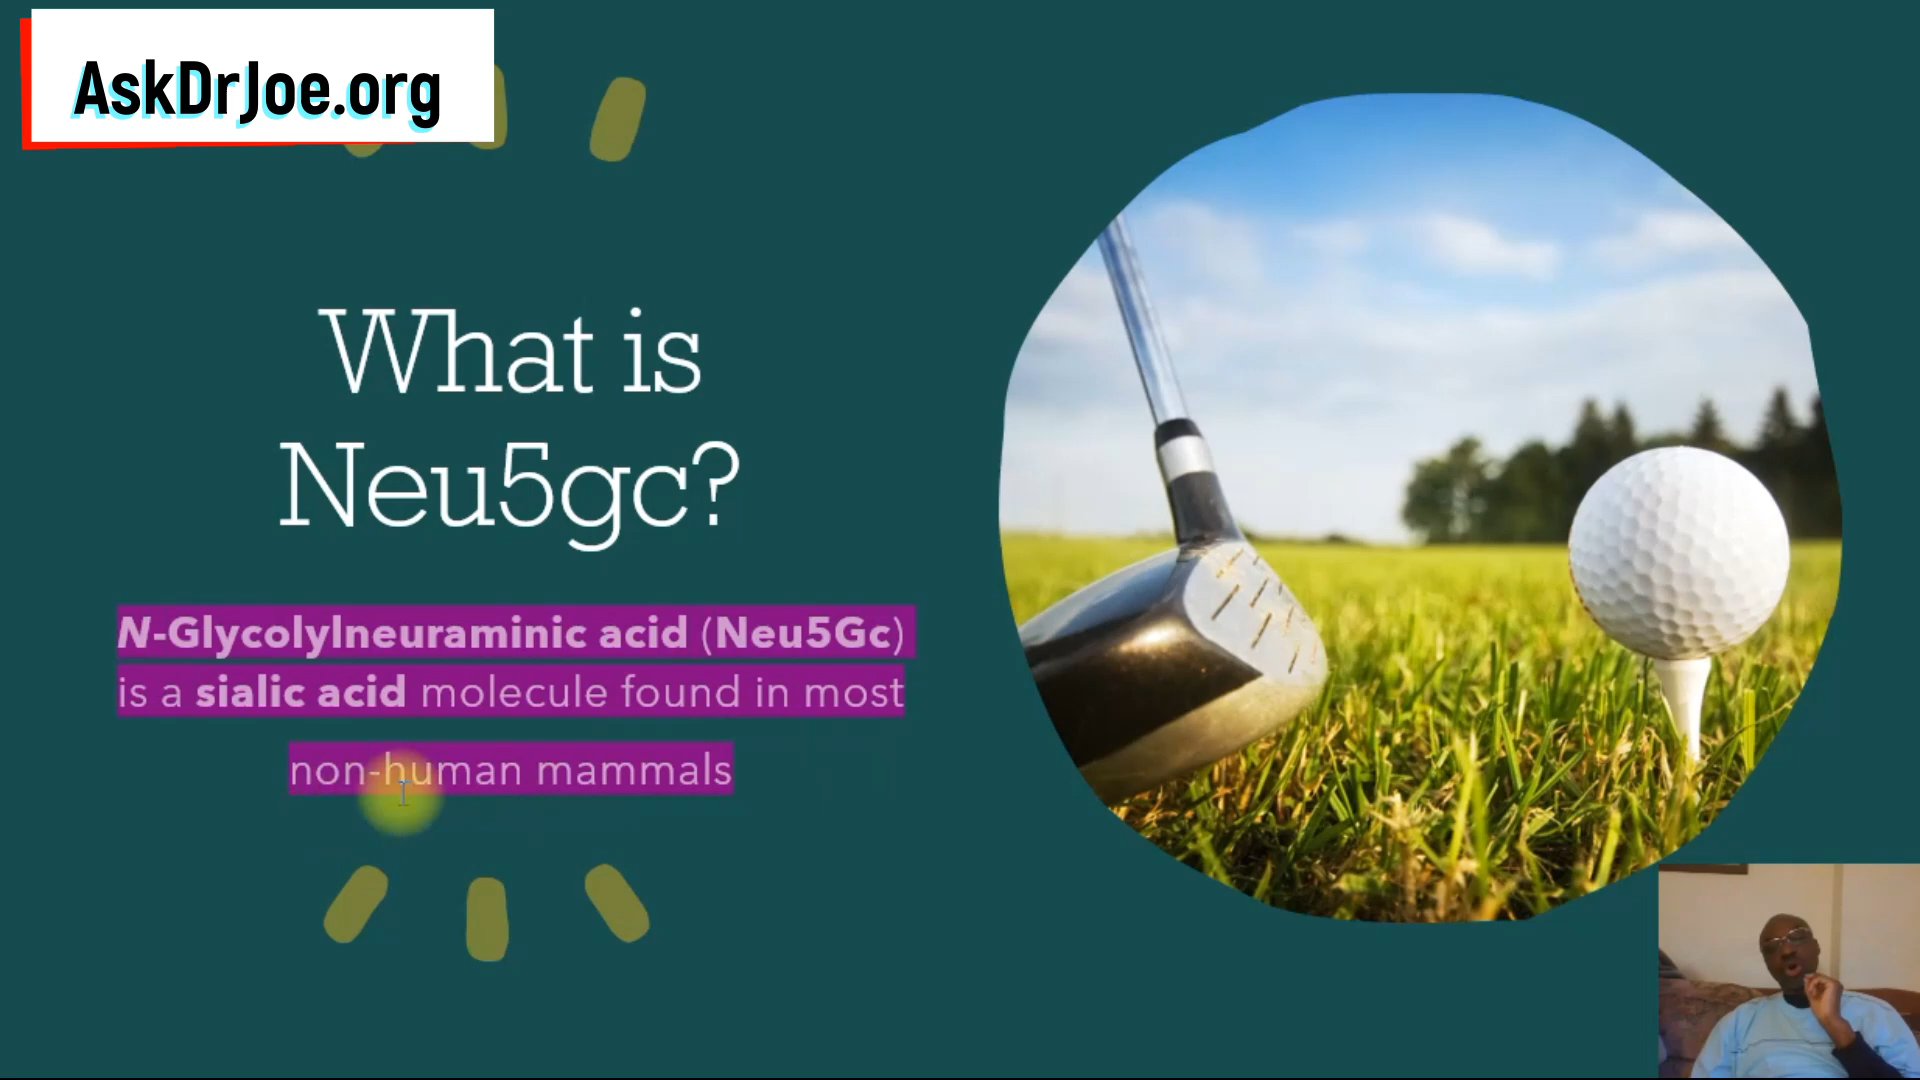 AskDrJoe.org
What is
Neu5gc?
N-Glycolylneuraminic acid (Neu5Gc)
is a sialic acid molecule found in most
non-human mammals